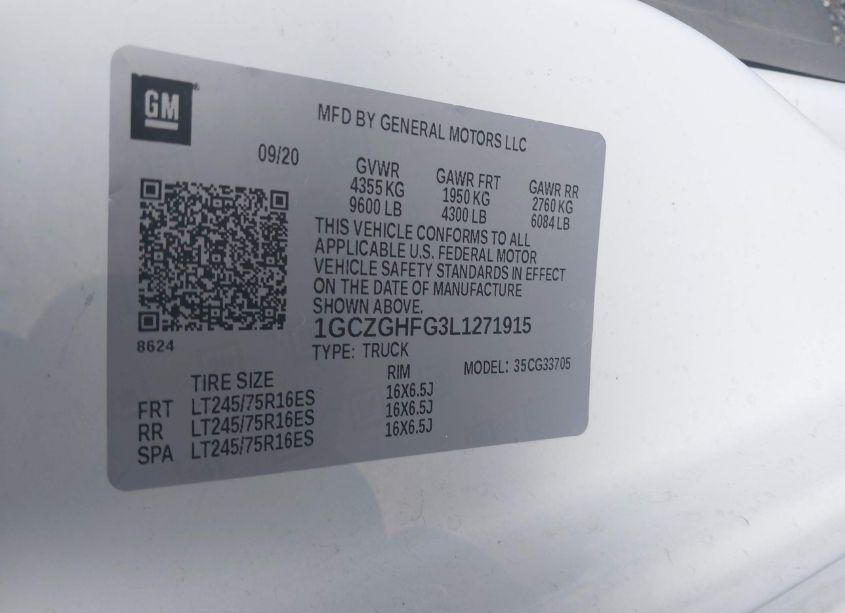 GM
MFD BY GENERAL MOTORS LLC
09/20
GVWR GAWR FRT GAWR RR
4355 KG 1950 KG 2760 KG
9600 LB 4300 LB 6084 LB
THIS VEHICLE CONFORMS TO ALL
APPLICABLE U.S. FEDERAL MOTOR
VEHICLE SAFETY STANDARDS IN EFFECT
ON THE DATE OF MANUFACTURE
SHOWN ABOVE.
8624
1GCZGHFG3L1271915
TYPE: TRUCK
MODEL: 35CG33705
TIRE SIZE RIM
FRT LT245/75R16ES 16X6.5J
RR LT245/75R16ES 16X6.5J
SPA LT245/75R16ES 16X6.5J